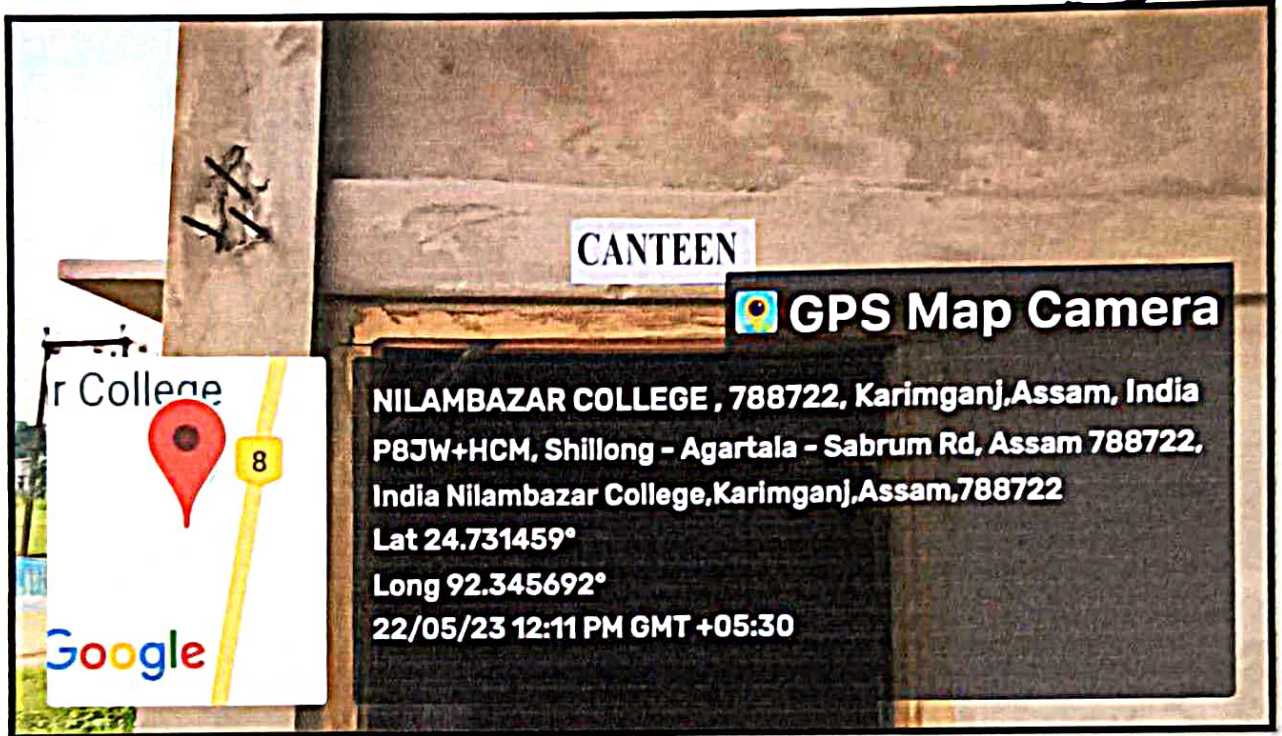 CANTEEN
GPS Map Camera
r College
8
Google
NILAMBAZAR COLLEGE , 788722, Karimganj,Assam, India
P8JW+HCM, Shillong - Agartala - Sabrum Rd, Assam 788722,
India Nilambazar College,Karimganj,Assam,788722
Lat 24.731459°
Long 92.345692°
22/05/23 12:11 PM GMT +05:30